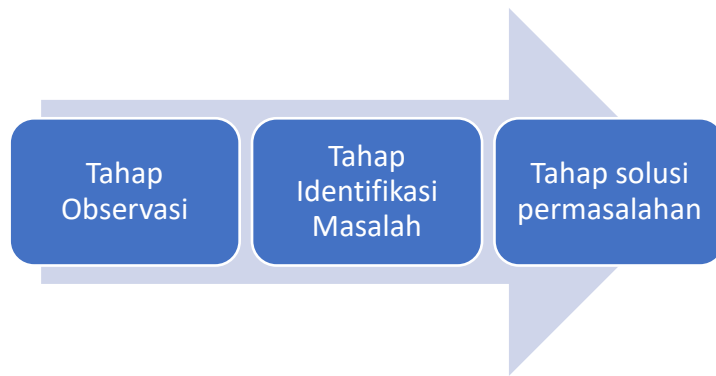 Tahap
Observasi
Tahap
Identifikasi
Masalah
Tahap solusi
permasalahan